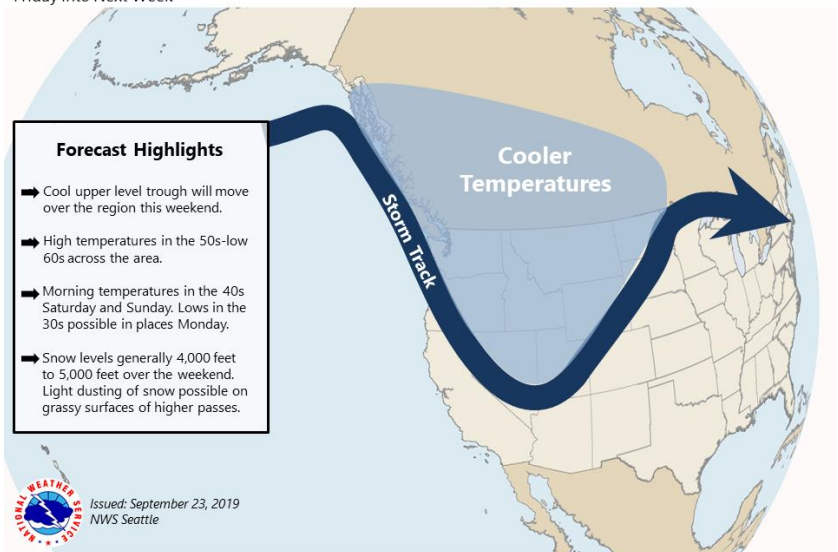 Friday into Next Week
Forecast Highlights
Cool upper level trough will move
over the region this weekend.
High temperatures in the 50s-low
60s across the area.
Morning temperatures in the 40s
Saturday and Sunday. Lows in the
30s possible in places Monday.
Snow levels generally 4,000 feet
to 5,000 feet over the weekend.
Light dusting of snow possible on
grassy surfaces of higher passes.
Cooler
Temperatures
Storm Track
NATIONAL WEATHER SERVICE
Issued: September 23, 2019
NWS Seattle